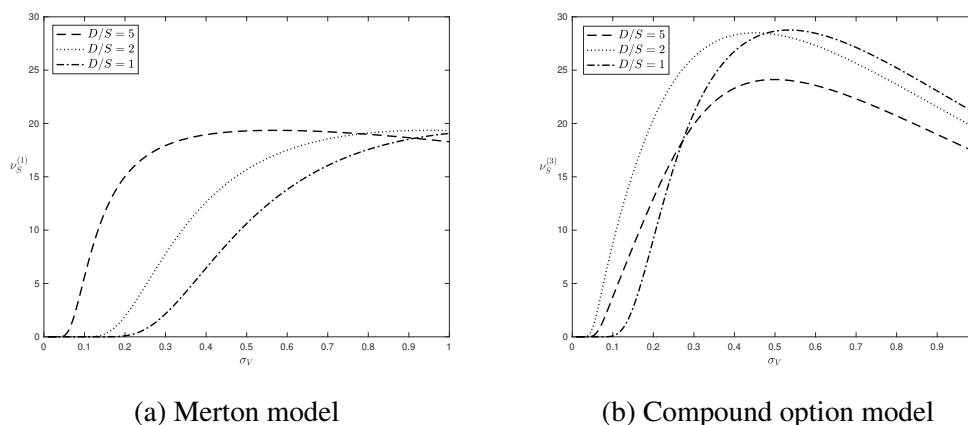 30
25
20
15
10
5
0
ν_S^{(1)}
D/S = 5
D/S = 2
D/S = 1
0 0.1 0.2 0.3 0.4 0.5 0.6 0.7 0.8 0.9 1
σ_V
(a) Merton model
30
25
20
15
10
5
0
ν_S^{(3)}
D/S = 5
D/S = 2
D/S = 1
0 0.1 0.2 0.3 0.4 0.5 0.6 0.7 0.8 0.9
σ_V
(b) Compound option model